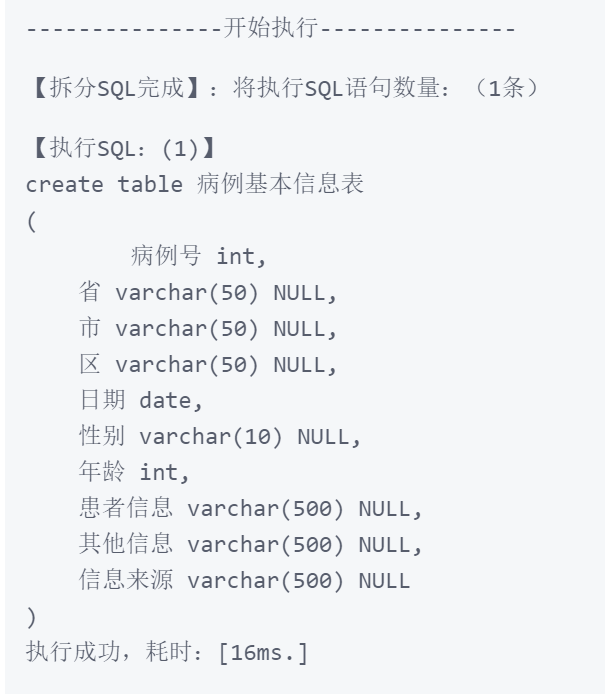 ---------------开始执行---------------
【拆分SQL完成】：将执行SQL语句数量：（1条）
【执行SQL：(1)】
create table 病例基本信息表
(
病例号 int,
省 varchar(50) NULL,
市 varchar(50) NULL,
区 varchar(50) NULL,
日期 date,
性别 varchar(10) NULL,
年龄 int,
患者信息 varchar(500) NULL,
其他信息 varchar(500) NULL,
信息来源 varchar(500) NULL
)
执行成功，耗时：[16ms.]